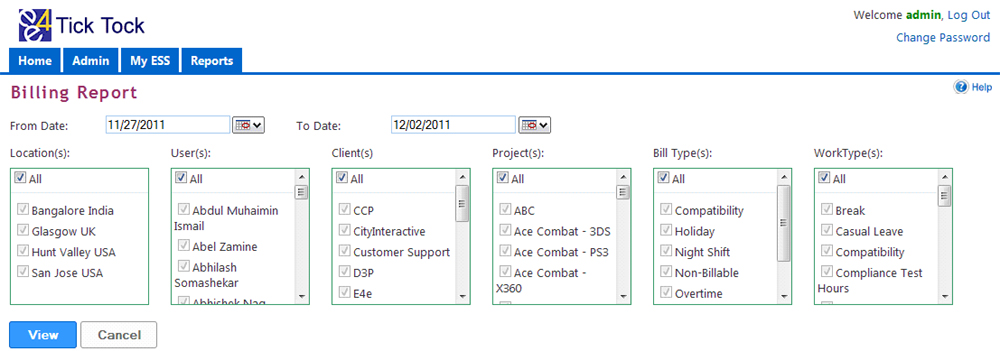 e4e Tick Tock
Welcome admin, Log Out
Change Password
Home Admin My ESS Reports
Billing Report
Help
From Date: 11/27/2011 To Date: 12/02/2011
Location(s): User(s): Client(s) Project(s): Bill Type(s): WorkType(s):
All
Bangalore India
Glasgow UK
Hunt Valley USA
San Jose USA
All
Abdul Muhaimin
Ismail
Abel Zamine
Abhilash
Somashekar
Abhishek Nag
All
CCP
CityInteractive
Customer Support
D3P
E4e
All
ABC
Ace Combat - 3DS
Ace Combat - PS3
Ace Combat -
X360
All
Compatibility
Holiday
Night Shift
Non-Billable
Overtime
All
Break
Casual Leave
Compatibility
Compliance Test
Hours
View Cancel